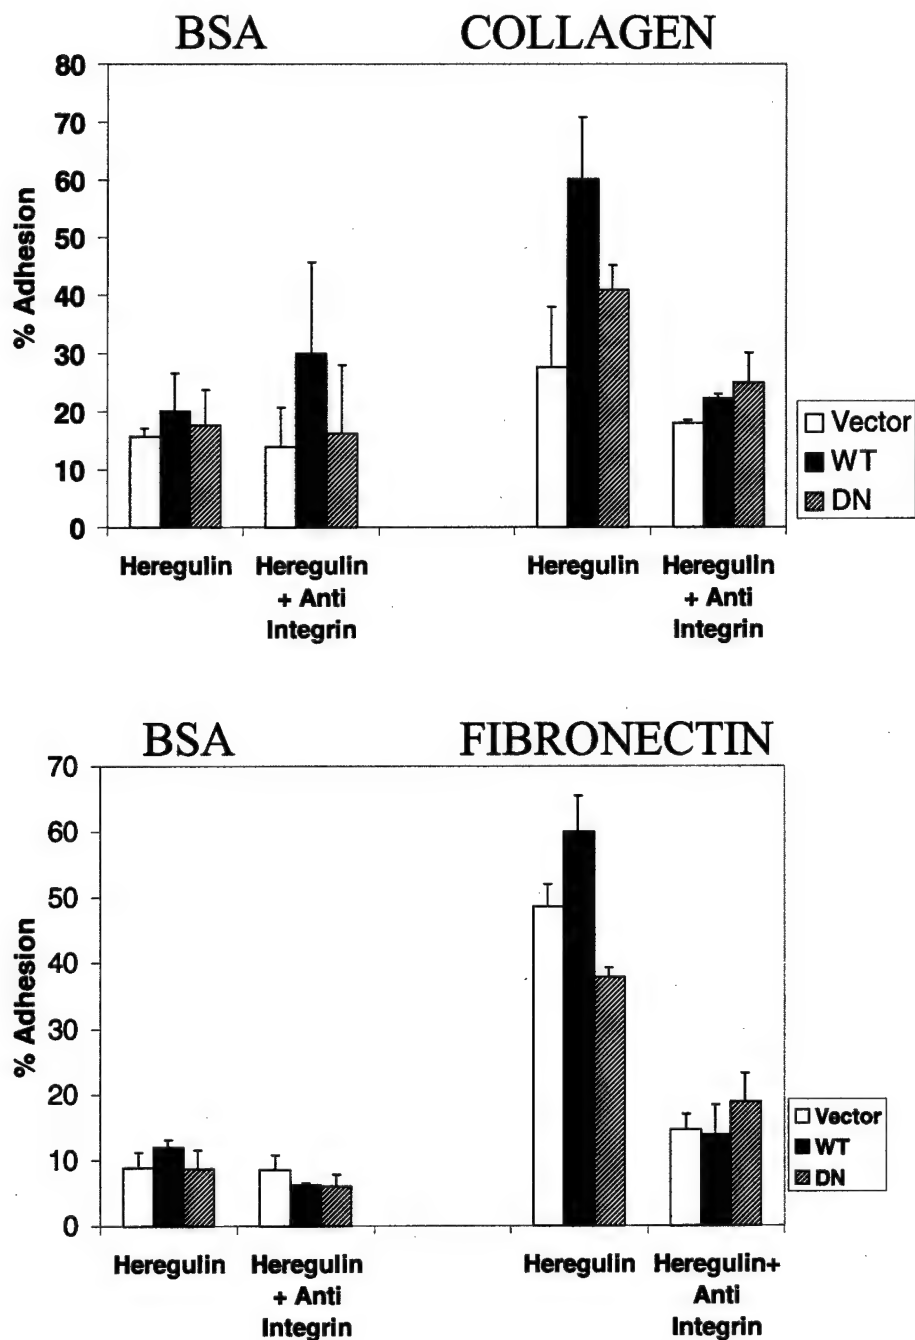 BSA COLLAGEN
80
70
60
50
40
30
20
10
0
% Adhesion
Heregulin Heregulin Heregulin Heregulin
+ Anti + Anti
Integrin Integrin
Vector
WT
DN
BSA FIBRONECTIN
70
60
50
40
30
20
10
0
% Adhesion
Heregulin Heregulin Heregulin Heregulin+
+ Anti Anti
Integrin Integrin
Vector
WT
DN